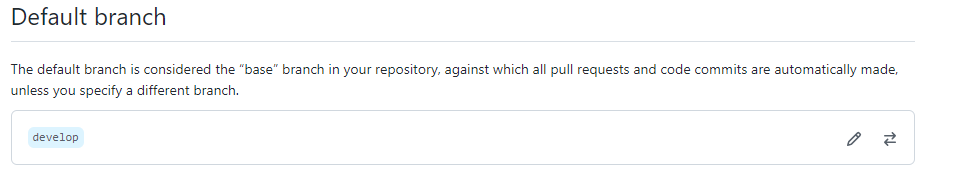 Default branch
The default branch is considered the “base” branch in your repository, against which all pull requests and code commits are automatically made,
unless you specify a different branch.
develop